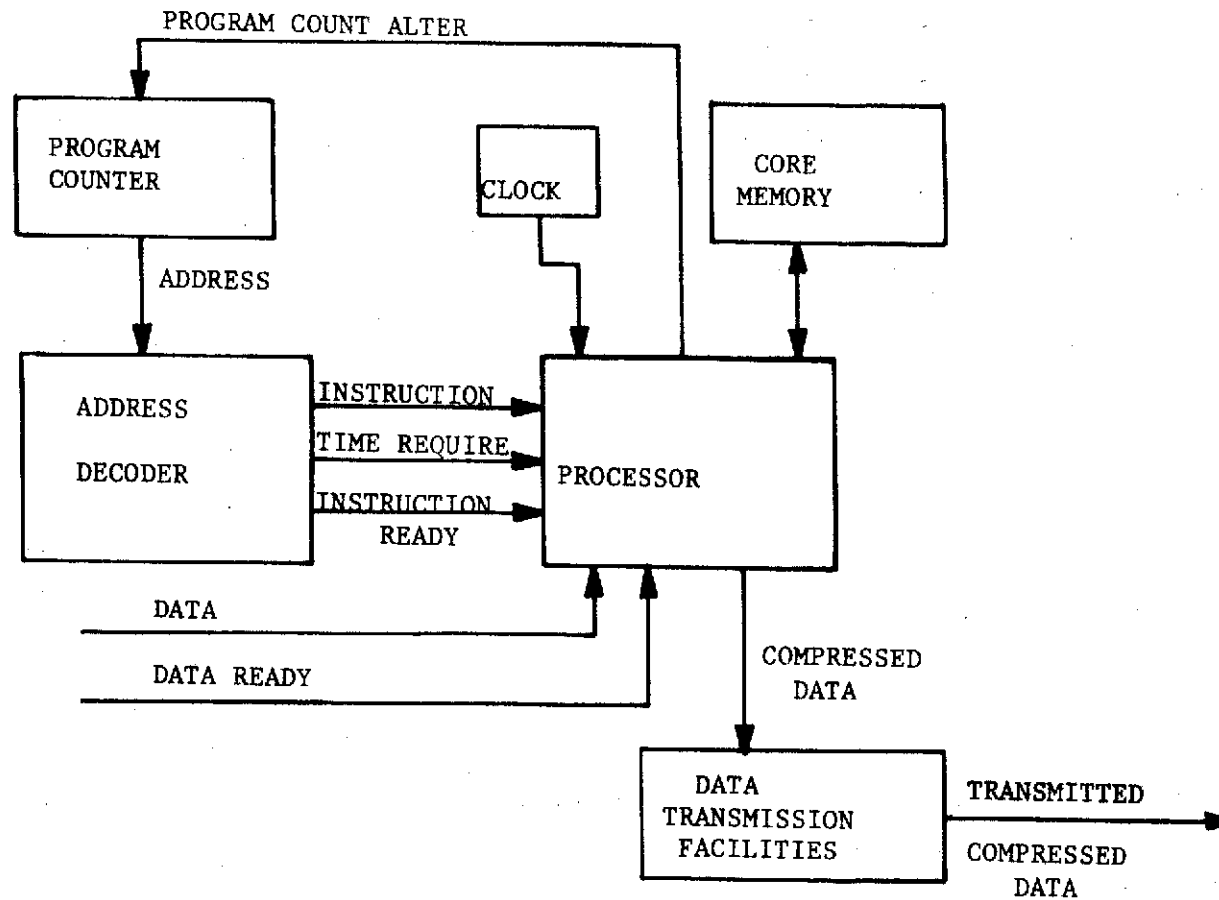 PROGRAM COUNT ALTER
PROGRAM
COUNTER
CLOCK
CORE
MEMORY
ADDRESS
ADDRESS
DECODER
INSTRUCTION
TIME REQUIRE
INSTRUCTION
READY
PROCESSOR
DATA
DATA READY
COMPRESSED
DATA
DATA
TRANSMISSION
FACILITIES
TRANSMITTED
COMPRESSED
DATA